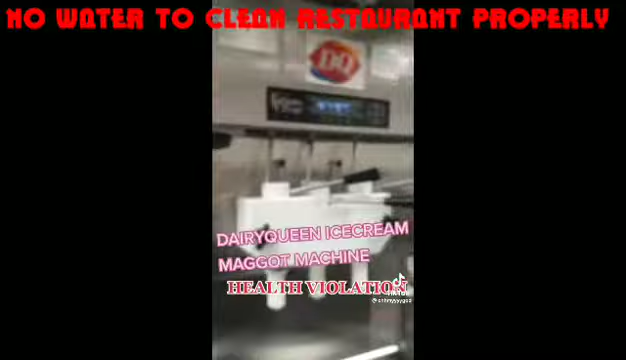 NO WATER TO CLEAN RESTAURANT PROPERLY
DQ
DAIRYQUEEN ICECREAM
MAGGOT MACHINE
HEALTH VIOLATION